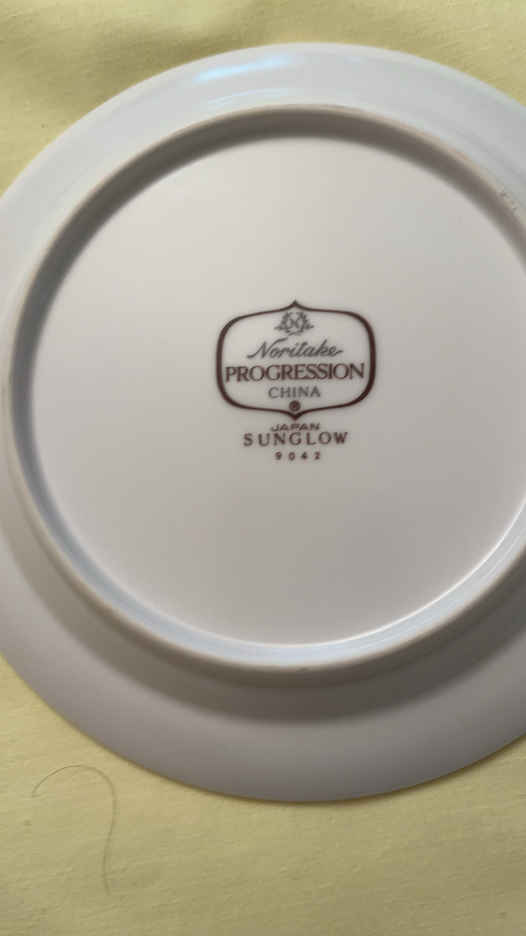 N
Noritake
PROGRESSION
CHINA
®
JAPAN
SUNGLOW
9042